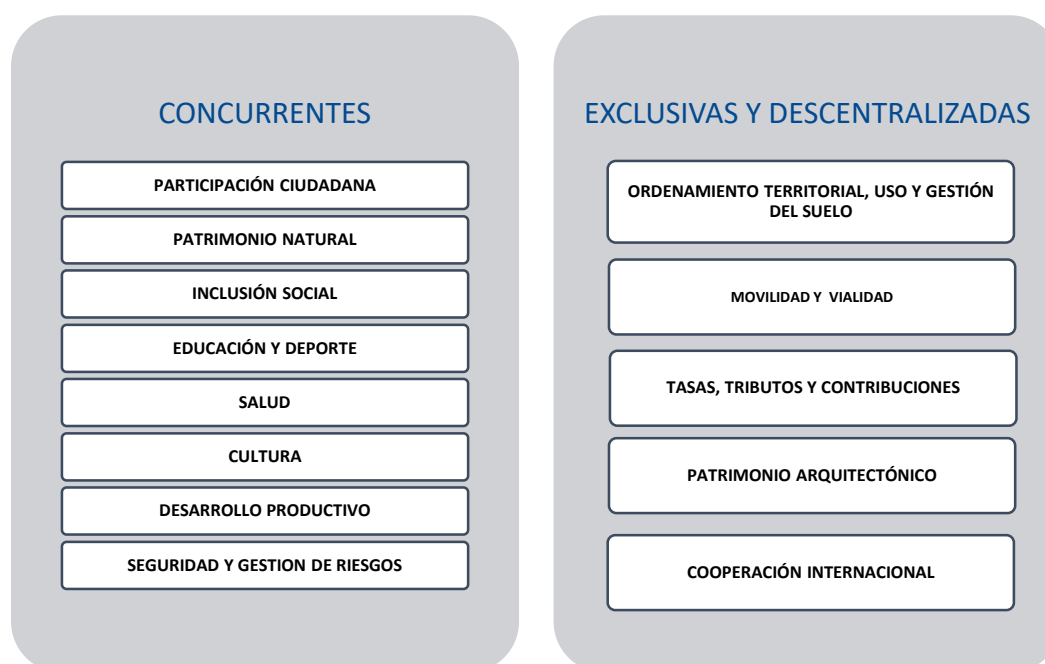 CONCURRENTES
PARTICIPACIÓN CIUDADANA
PATRIMONIO NATURAL
INCLUSIÓN SOCIAL
EDUCACIÓN Y DEPORTE
SALUD
CULTURA
DESARROLLO PRODUCTIVO
SEGURIDAD Y GESTION DE RIESGOS
EXCLUSIVAS Y DESCENTRALIZADAS
ORDENAMIENTO TERRITORIAL, USO Y GESTIÓN
DEL SUELO
MOVILIDAD Y VIALIDAD
TASAS, TRIBUTOS Y CONTRIBUCIONES
PATRIMONIO ARQUITECTÓNICO
COOPERACIÓN INTERNACIONAL